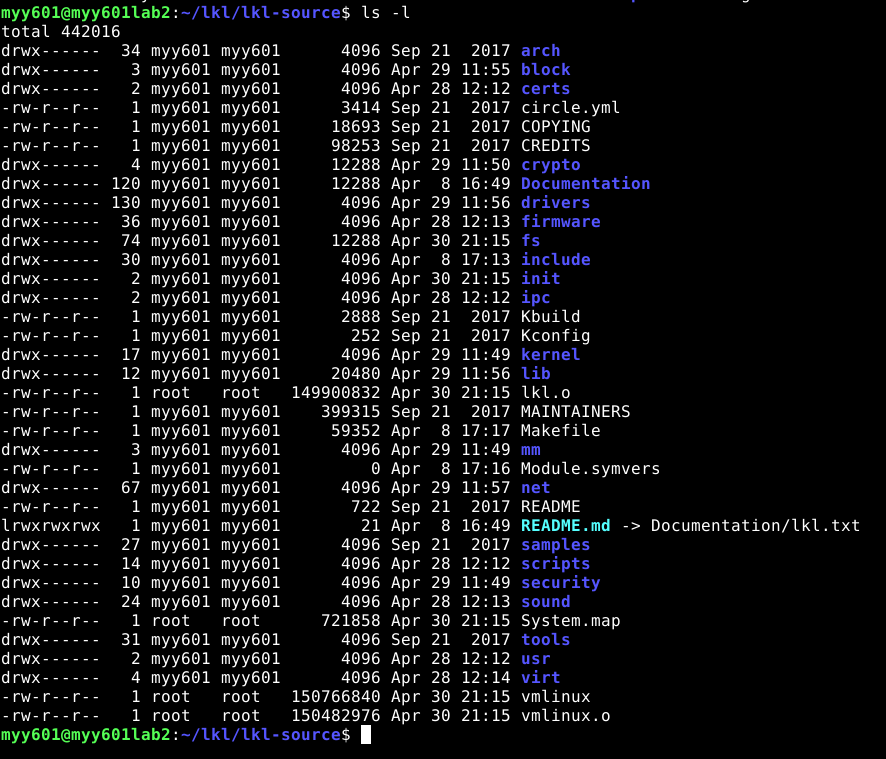 myy601@myy601lab2:~/lkl/lkl-source$ ls -l
total 442016
drwx------  34 myy601 myy601      4096 Sep 21  2017 arch
drwx------   3 myy601 myy601      4096 Apr 29 11:55 block
drwx------   2 myy601 myy601      4096 Apr 28 12:12 certs
-rw-r--r--   1 myy601 myy601      3414 Sep 21  2017 circle.yml
-rw-r--r--   1 myy601 myy601     18693 Sep 21  2017 COPYING
-rw-r--r--   1 myy601 myy601     98253 Sep 21  2017 CREDITS
drwx------   4 myy601 myy601     12288 Apr 29 11:50 crypto
drwx------ 120 myy601 myy601     12288 Apr  8 16:49 Documentation
drwx------ 130 myy601 myy601      4096 Apr 29 11:56 drivers
drwx------  36 myy601 myy601      4096 Apr 28 12:13 firmware
drwx------  74 myy601 myy601     12288 Apr 30 21:15 fs
drwx------  30 myy601 myy601      4096 Apr  8 17:13 include
drwx------   2 myy601 myy601      4096 Apr 30 21:15 init
drwx------   2 myy601 myy601      4096 Apr 28 12:12 ipc
-rw-r--r--   1 myy601 myy601      2888 Sep 21  2017 Kbuild
-rw-r--r--   1 myy601 myy601       252 Sep 21  2017 Kconfig
drwx------  17 myy601 myy601      4096 Apr 29 11:49 kernel
drwx------  12 myy601 myy601     20480 Apr 29 11:56 lib
-rw-r--r--   1 root   root   149900832 Apr 30 21:15 lkl.o
-rw-r--r--   1 myy601 myy601    399315 Sep 21  2017 MAINTAINERS
-rw-r--r--   1 myy601 myy601     59352 Apr  8 17:17 Makefile
drwx------   3 myy601 myy601      4096 Apr 29 11:49 mm
-rw-r--r--   1 myy601 myy601         0 Apr  8 17:16 Module.symvers
drwx------  67 myy601 myy601      4096 Apr 29 11:57 net
-rw-r--r--   1 myy601 myy601       722 Sep 21  2017 README
lrwxrwxrwx   1 myy601 myy601        21 Apr  8 16:49 README.md -> Documentation/lkl.txt
drwx------  27 myy601 myy601      4096 Sep 21  2017 samples
drwx------  14 myy601 myy601      4096 Apr 28 12:12 scripts
drwx------  10 myy601 myy601      4096 Apr 29 11:49 security
drwx------  24 myy601 myy601      4096 Apr 28 12:13 sound
-rw-r--r--   1 root   root      721858 Apr 30 21:15 System.map
drwx------  31 myy601 myy601      4096 Sep 21  2017 tools
drwx------   2 myy601 myy601      4096 Apr 28 12:12 usr
drwx------   4 myy601 myy601      4096 Apr 28 12:14 virt
-rw-r--r--   1 root   root   150766840 Apr 30 21:15 vmlinux
-rw-r--r--   1 root   root   150482976 Apr 30 21:15 vmlinux.o
myy601@myy601lab2:~/lkl/lkl-source$